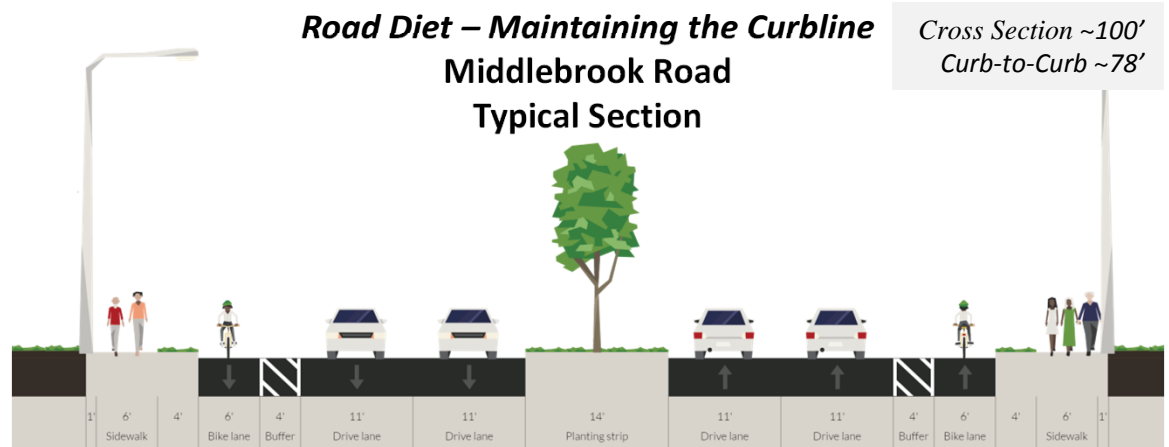 Road Diet – Maintaining the Curbline
Middlebrook Road
Typical Section
Cross Section ~100’
Curb-to-Curb ~78’
1' 6' 4' 6' 4' 11' 11' 14' 11' 11' 4' 6' 4' 6' 1'
Sidewalk Bike lane Buffer Drive lane Drive lane Planting strip Drive lane Drive lane Buffer Bike lane Sidewalk